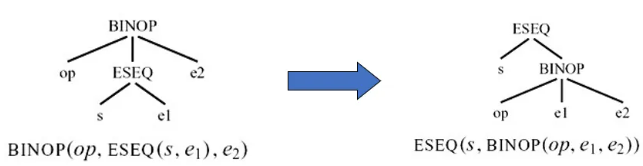 BINOP
op ESEQ e2
s e1
BINOP(op, ESEQ(s, e1), e2)
ESEQ
s BINOP
op e1 e2
ESEQ(s, BINOP(op, e1, e2))